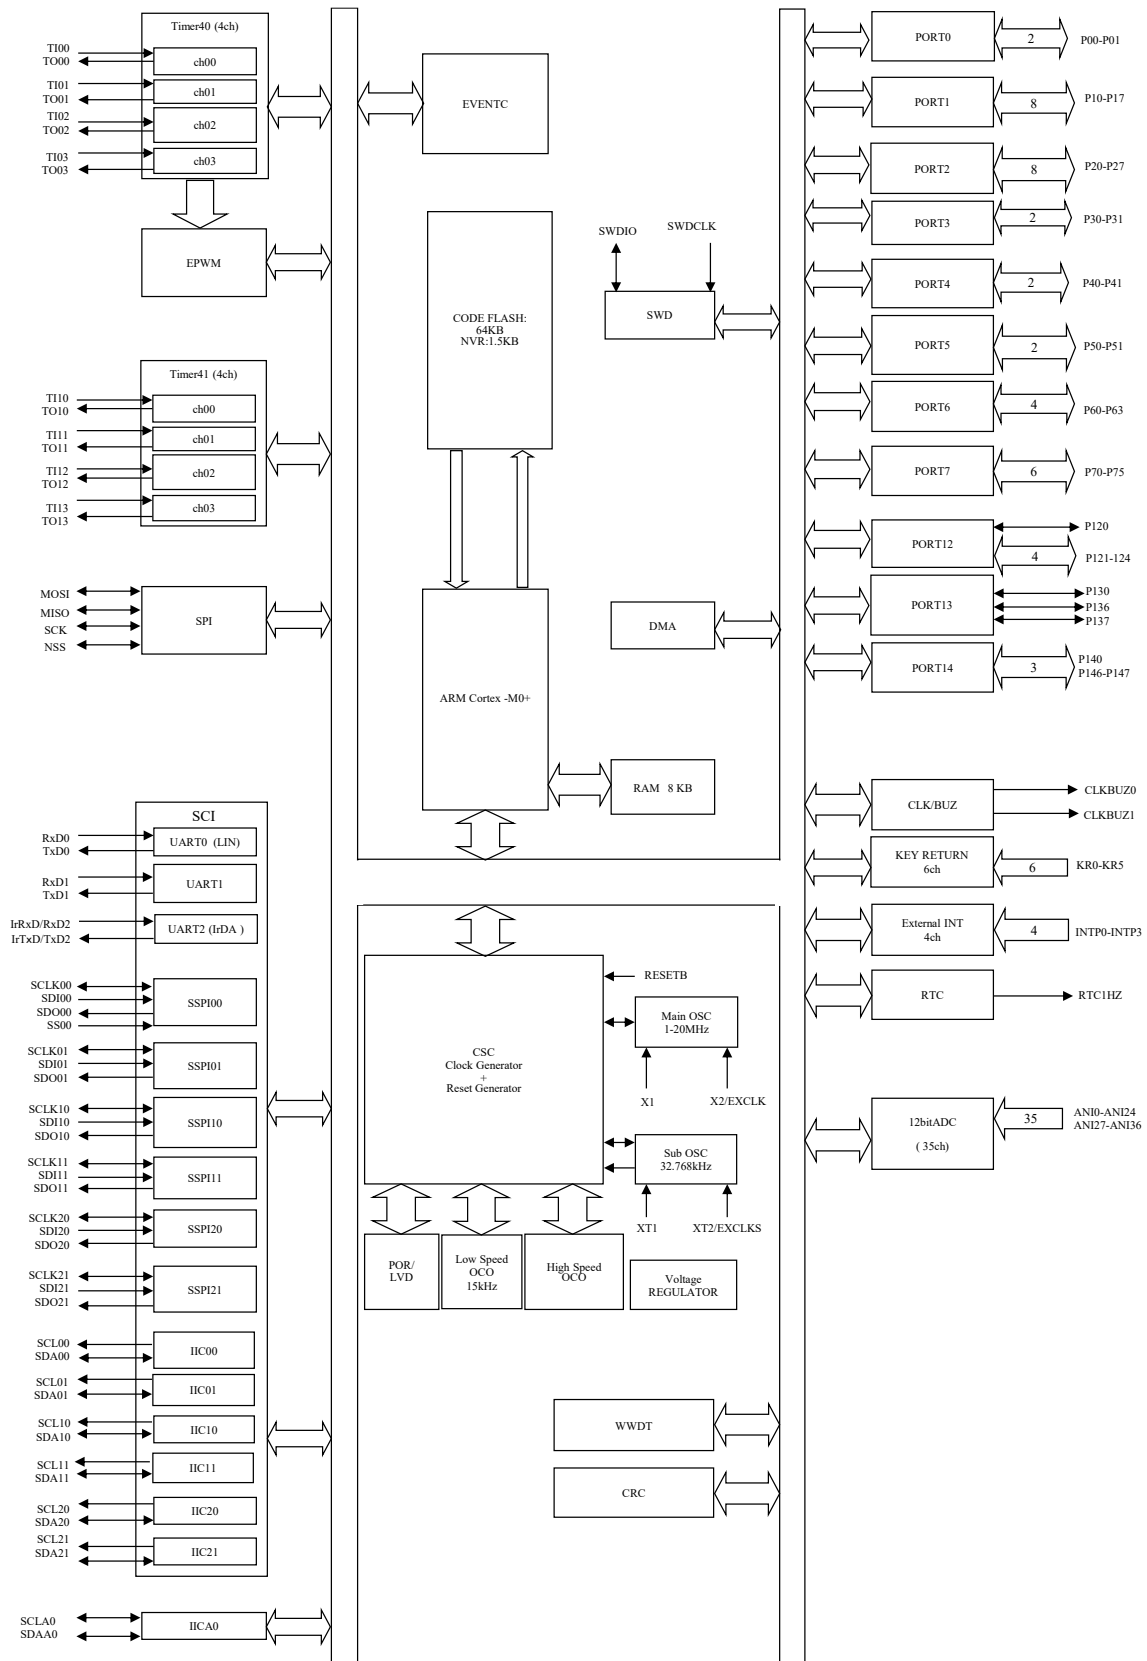 Timer40 (4ch)
TI00
TO00
ch00
TI01
TO01
ch01
TI02
TO02
ch02
TI03
TO03
ch03
EPWM
Timer41 (4ch)
TI10
TO10
ch00
TI11
TO11
ch01
TI12
TO12
ch02
TI13
TO13
ch03
MOSI
MISO
SCK
NSS
SPI
SCI
RxD0
TxD0
UART0 (LIN)
RxD1
TxD1
UART1
IrRxD/RxD2
IrTxD/TxD2
UART2 (IrDA )
SCLK00
SDI00
SDO00
SS00
SSPI00
SCLK01
SDI01
SDO01
SSPI01
SCLK10
SDI10
SDO10
SSPI10
SCLK11
SDI11
SDO11
SSPI11
SCLK20
SDI20
SDO20
SSPI20
SCLK21
SDI21
SDO21
SSPI21
SCL00
SDA00
IIC00
SCL01
SDA01
IIC01
SCL10
SDA10
IIC10
SCL11
SDA11
IIC11
SCL20
SDA20
IIC20
SCL21
SDA21
IIC21
SCLA0
SDAA0
IICA0
EVENTC
CODE FLASH:
64KB
NVR:1.5KB
SWDIO
SWDCLK
SWD
DMA
ARM Cortex -M0+
RAM 8 KB
CSC
Clock Generator
+
Reset Generator
RESETB
Main OSC
1-20MHz
X1
X2/EXCLK
Sub OSC
32.768kHz
XT1
XT2/EXCLKS
POR/
LVD
Low Speed
OCO
15kHz
High Speed
OCO
Voltage
REGULATOR
WWDT
CRC
PORT0
2
P00-P01
PORT1
8
P10-P17
PORT2
8
P20-P27
PORT3
2
P30-P31
PORT4
2
P40-P41
PORT5
2
P50-P51
PORT6
4
P60-P63
PORT7
6
P70-P75
PORT12
P120
4
P121-124
PORT13
P130
P136
P137
PORT14
3
P140
P146-P147
CLK/BUZ
CLKBUZ0
CLKBUZ1
KEY RETURN
6ch
6
KR0-KR5
External INT
4ch
4
INTP0-INTP3
RTC
RTC1HZ
12bitADC
( 35ch)
35
ANI0-ANI24
ANI27-ANI36